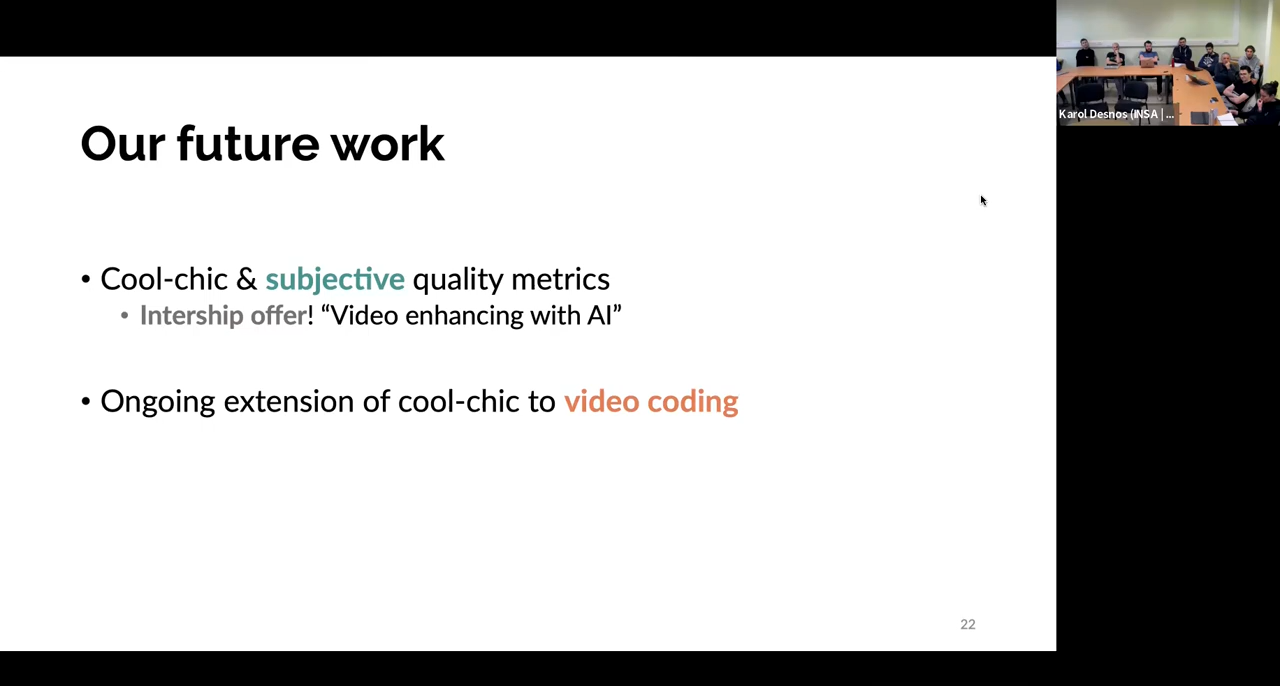 Our future work
• Cool-chic & subjective quality metrics
• Intership offer! “Video enhancing with AI”
• Ongoing extension of cool-chic to video coding
22
Karol Desnos (INSA | ...